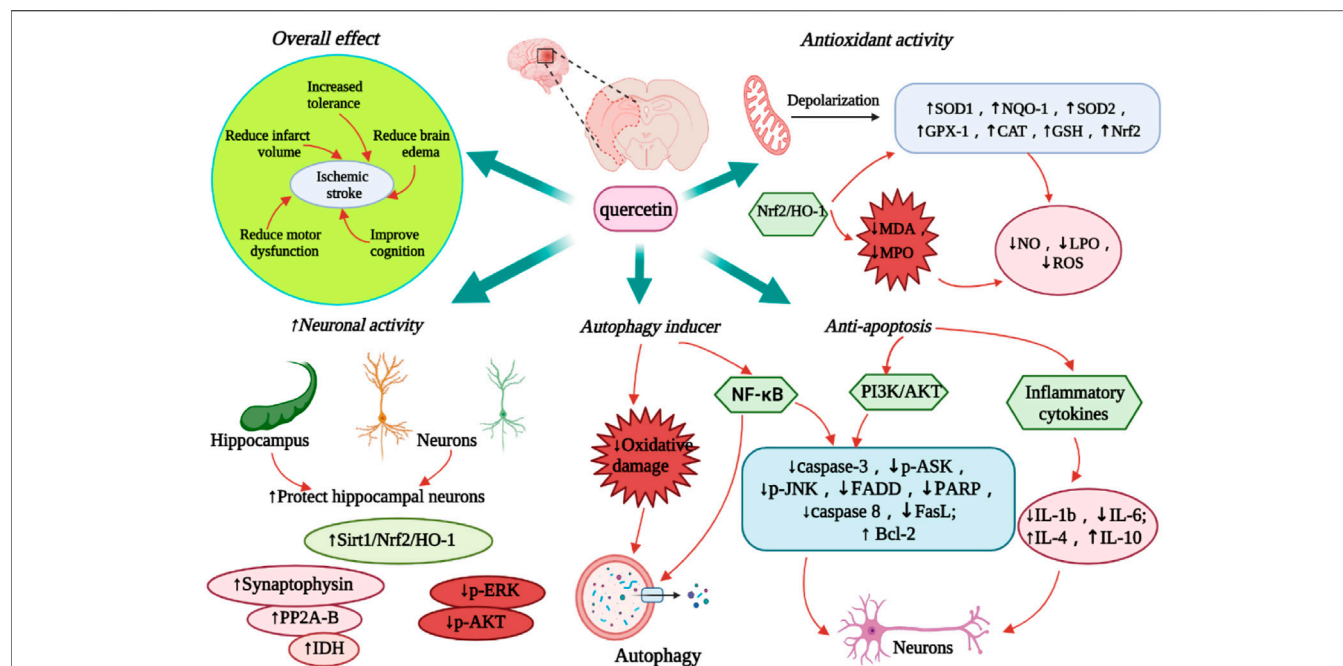 Overall effect
Increased
tolerance
Reduce infarct
volume
Reduce brain
edema
Ischemic
stroke
Reduce motor
dysfunction
Improve
cognition
quercetin
Antioxidant activity
Depolarization
↑SOD1 , ↑NQO-1 , ↑SOD2 ,
↑GPX-1 , ↑CAT , ↑GSH , ↑Nrf2
Nrf2/HO-1
↓MDA ,
↓MPO
↓NO , ↓LPO ,
↓ROS
↑Neuronal activity
Hippocampus
Neurons
↑Protect hippocampal neurons
↑Sirt1/Nrf2/HO-1
↑Synaptophysin
↑PP2A-B
↑IDH
↓p-ERK
↓p-AKT
Autophagy inducer
NF-κB
↓Oxidative
damage
Autophagy
Anti-apoptosis
PI3K/AKT
Inflammatory
cytokines
↓caspase-3 , ↓p-ASK ,
↓p-JNK , ↓FADD , ↓PARP ,
↓caspase 8 , ↓FasL;
↑ Bcl-2
↓IL-1b , ↓IL-6;
↑IL-4 , ↑IL-10
Neurons